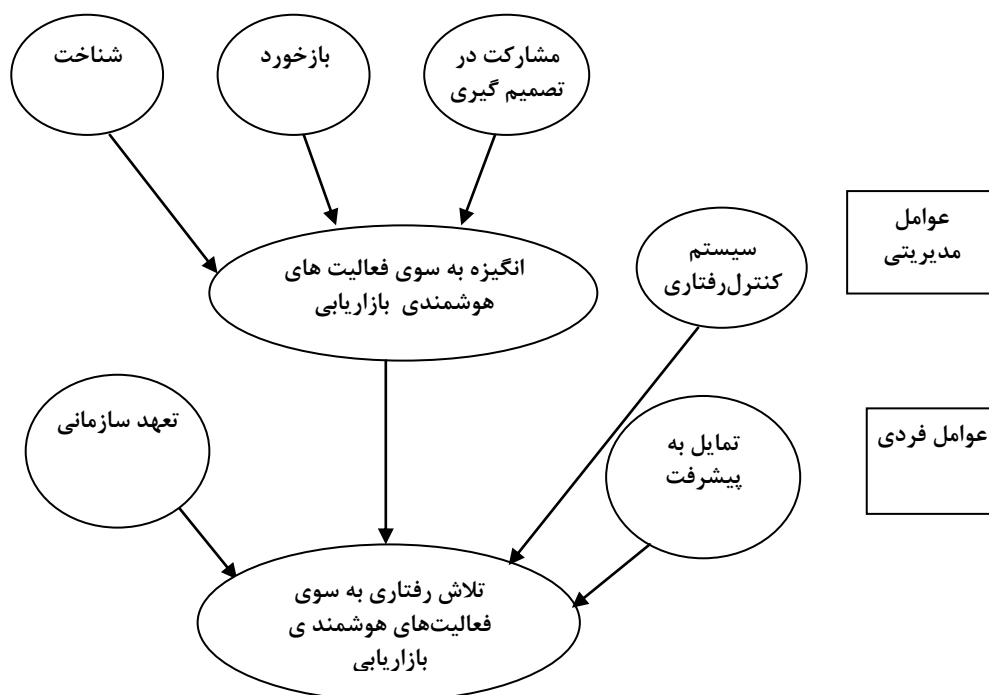 مشارکت در
تصمیم گیری
بازخورد
شناخت
عوامل
مدیریتی
سیستم
کنترل‌رفتاری
انگیزه به سوی فعالیت های
هوشمندی بازاریابی
عوامل فردی
تمایل به
پیشرفت
تعهد سازمانی
تلاش رفتاری به سوی
فعالیت‌های هوشمند ی
بازاریابی